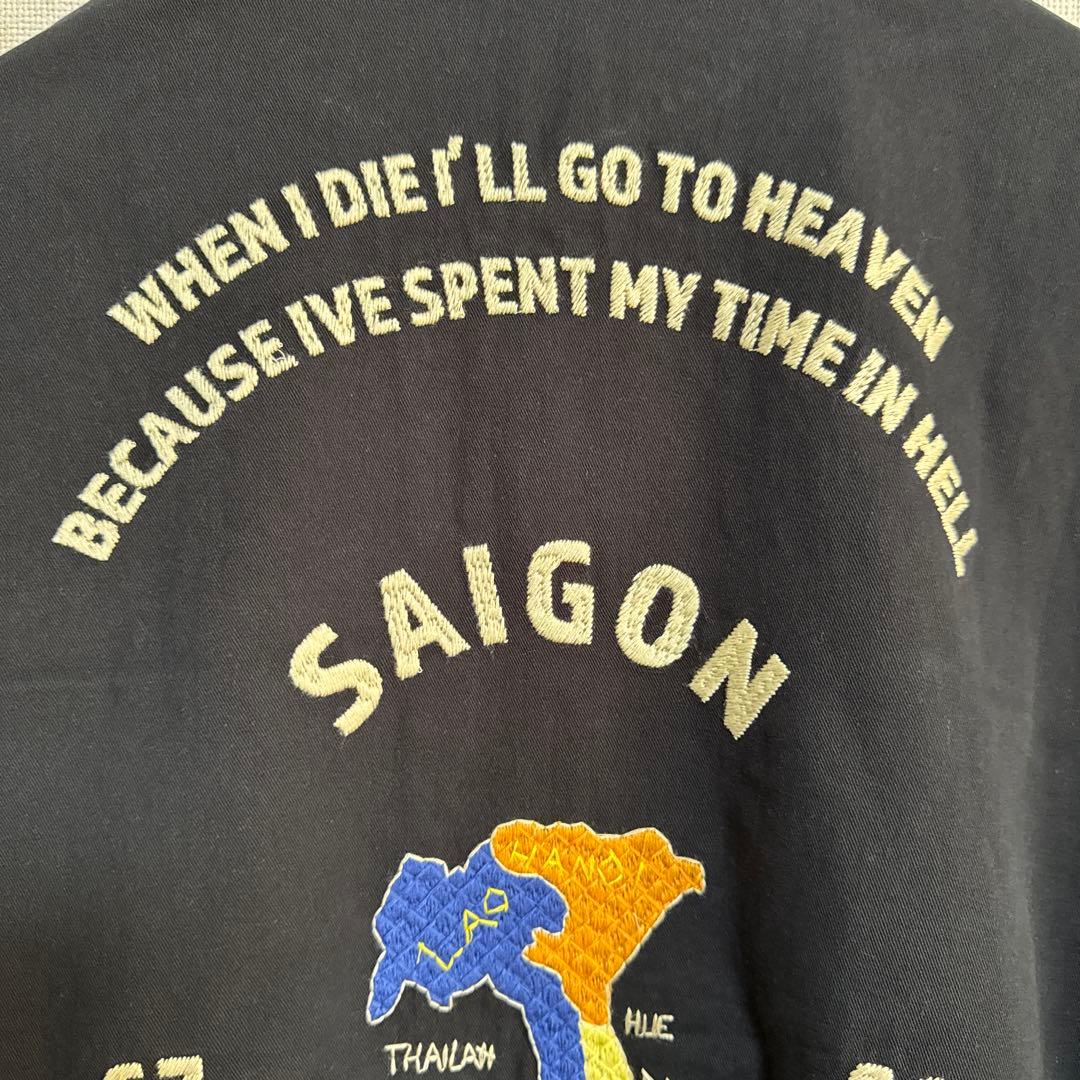 WHEN I DIE I'LL GO TO HEAVEN
BECAUSE IVE SPENT MY TIME IN HELL
SAIGON
HANOI
LAO
HUE
THAILAN